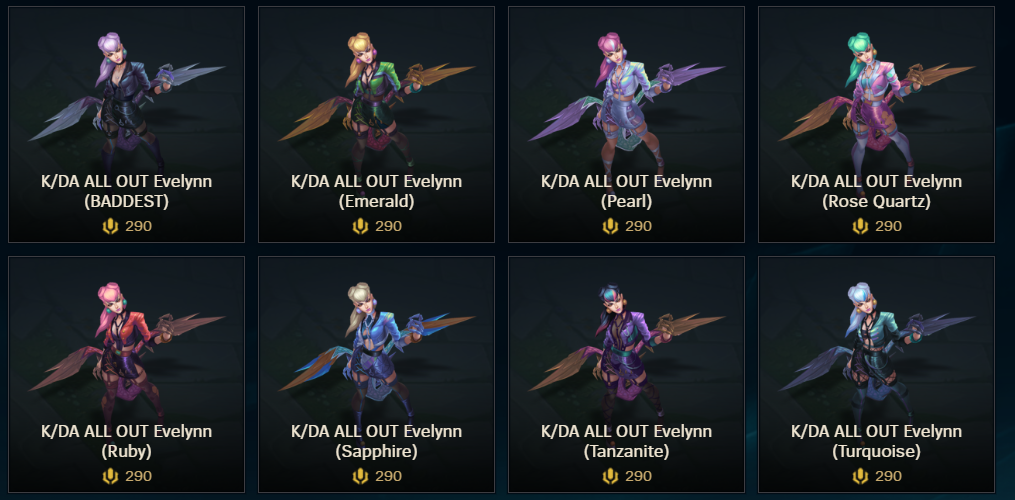 K/DA ALL OUT Evelynn
(BADDEST)
290
K/DA ALL OUT Evelynn
(Emerald)
290
K/DA ALL OUT Evelynn
(Pearl)
290
K/DA ALL OUT Evelynn
(Rose Quartz)
290
K/DA ALL OUT Evelynn
(Ruby)
290
K/DA ALL OUT Evelynn
(Sapphire)
290
K/DA ALL OUT Evelynn
(Tanzanite)
290
K/DA ALL OUT Evelynn
(Turquoise)
290